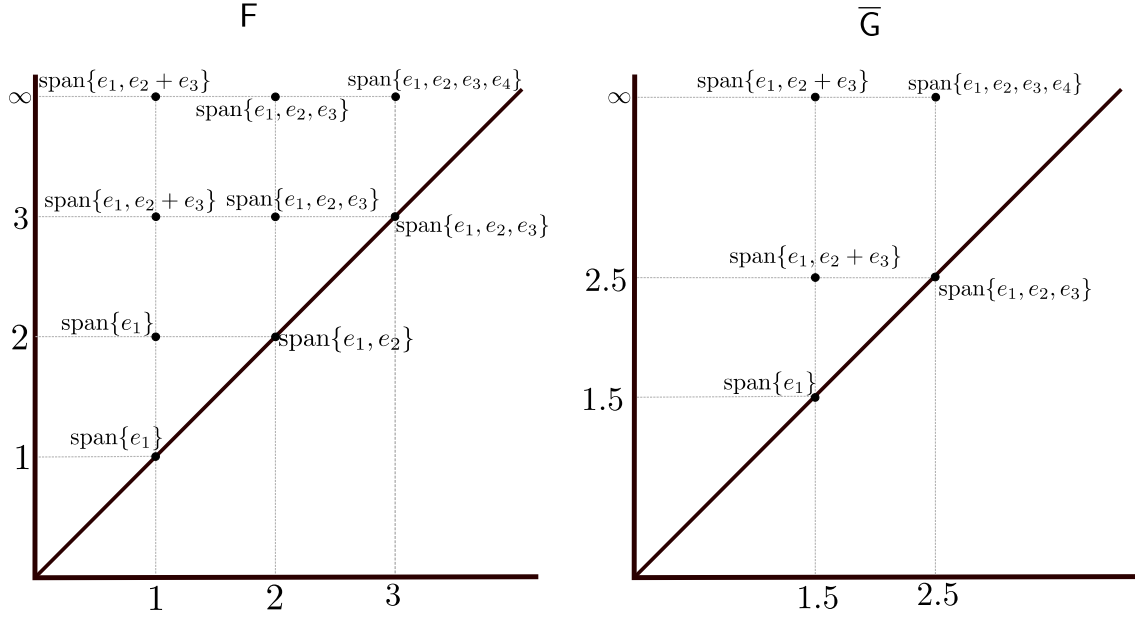 F
G̅
span{e₁, e₂ + e₃}
span{e₁, e₂, e₃, e₄}
∞
span{e₁, e₂, e₃}
span{e₁, e₂ + e₃}
span{e₁, e₂, e₃}
3
span{e₁, e₂, e₃}
span{e₁}
2
span{e₁, e₂}
span{e₁}
1
1
2
3
span{e₁, e₂ + e₃}
span{e₁, e₂, e₃, e₄}
∞
span{e₁, e₂ + e₃}
2.5
span{e₁, e₂, e₃}
span{e₁}
1.5
1.5
2.5